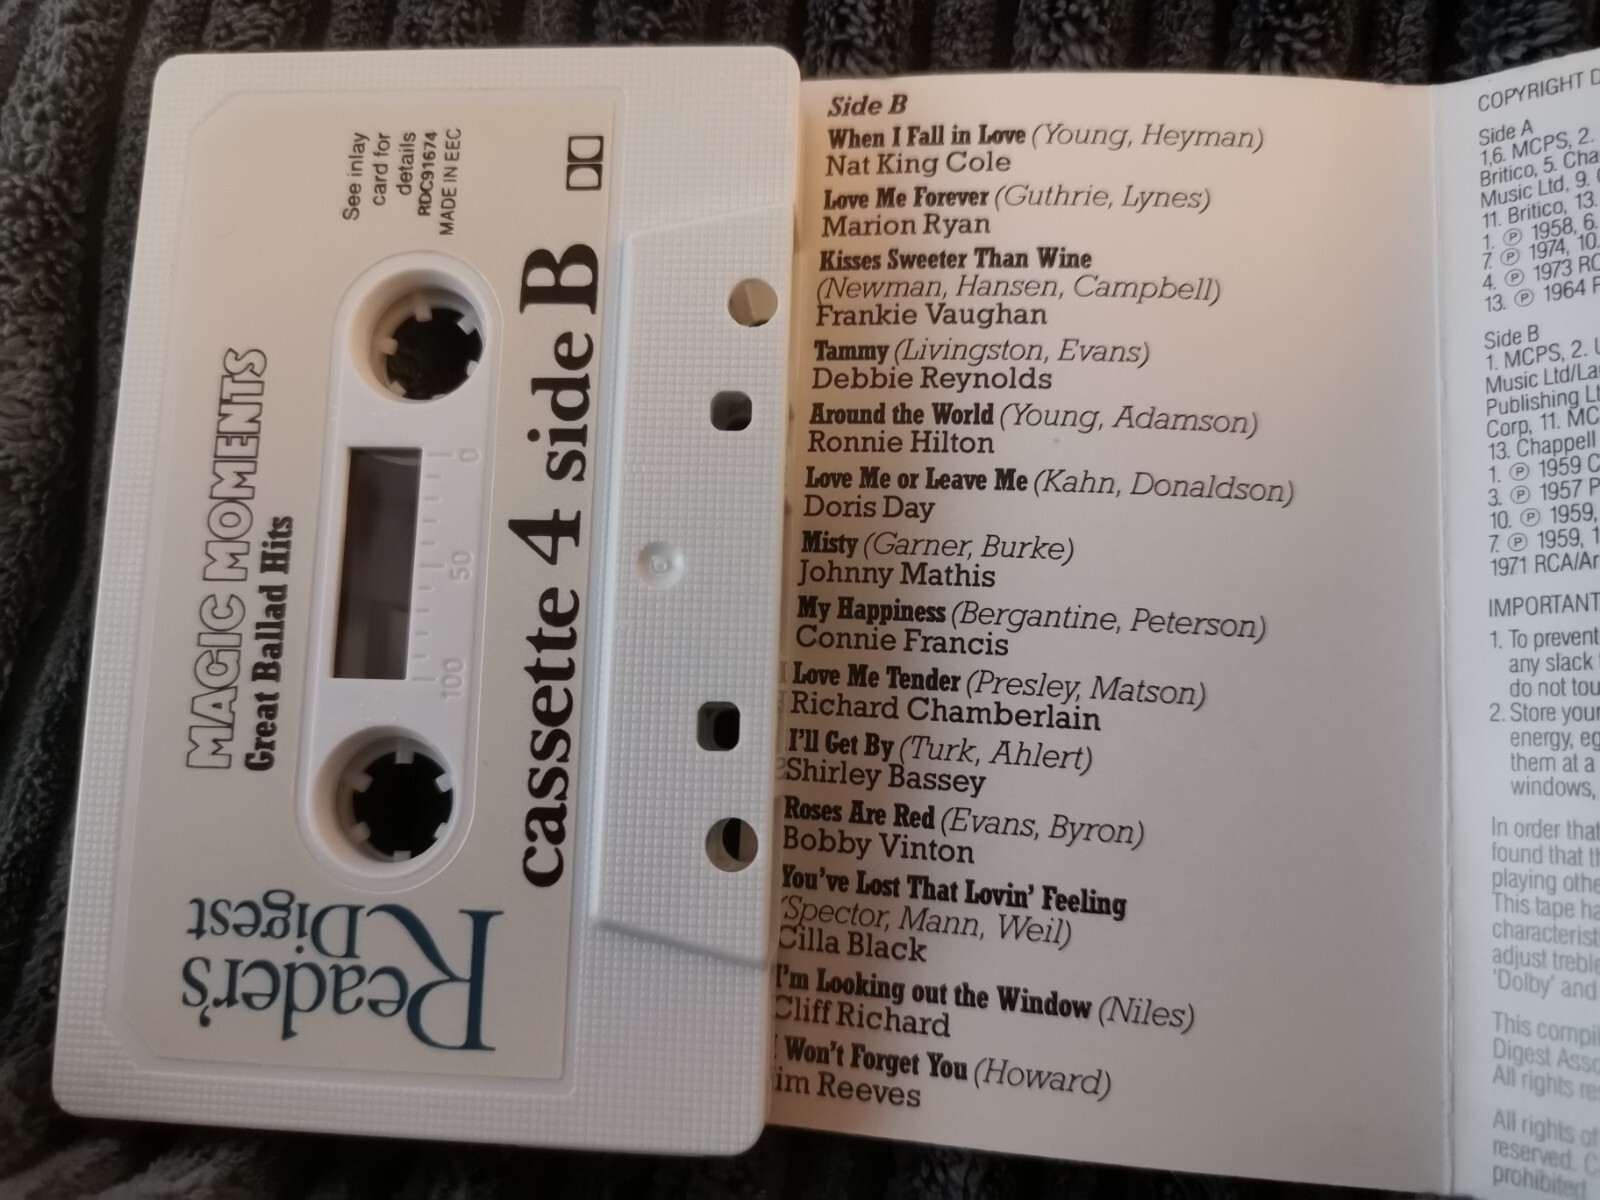 See inlay
card for
details
RDC91674
MADE IN EEC
MAGIC MOMENTS
Great Ballad Hits
0
50
100
cassette 4 side B
Reader's
Digest
Side B
When I Fall in Love (Young, Heyman)
Nat King Cole
Love Me Forever (Guthrie, Lynes)
Marion Ryan
Kisses Sweeter Than Wine
(Newman, Hansen, Campbell)
Frankie Vaughan
Tammy (Livingston, Evans)
Debbie Reynolds
Around the World (Young, Adamson)
Ronnie Hilton
Love Me or Leave Me (Kahn, Donaldson)
Doris Day
Misty (Garner, Burke)
Johnny Mathis
My Happiness (Bergantine, Peterson)
Connie Francis
Love Me Tender (Presley, Matson)
Richard Chamberlain
I'll Get By (Turk, Ahlert)
Shirley Bassey
Roses Are Red (Evans, Byron)
Bobby Vinton
You've Lost That Lovin' Feeling
(Spector, Mann, Weil)
Cilla Black
I'm Looking out the Window (Niles)
Cliff Richard
I Won't Forget You (Howard)
im Reeves
COPYRIGHT
Side A
1,6. MCPS, 2.
Britico, 5.
Music Ltd, 9.
11. Britico, 13.
1. ℗ 1958, 6.
7. ℗ 1974, 10.
4. ℗ 1973
13. ℗ 1964
Side B
1. MCPS, 2.
Music Ltd/
Publishing
Corp, 11.
13. Chappell
1. ℗ 1959
3. ℗ 1957
10. ℗ 1959,
7. ℗ 1959,
1971 RCA/
IMPORTANT
1. To prevent
any slack
do not
2. Store your
energy, eg
them at a
windows,
In order that
found that
playing
This tape
adjust treble
'Dolby' and
This
Digest
All rights
All rights of
reserved.
prohibited